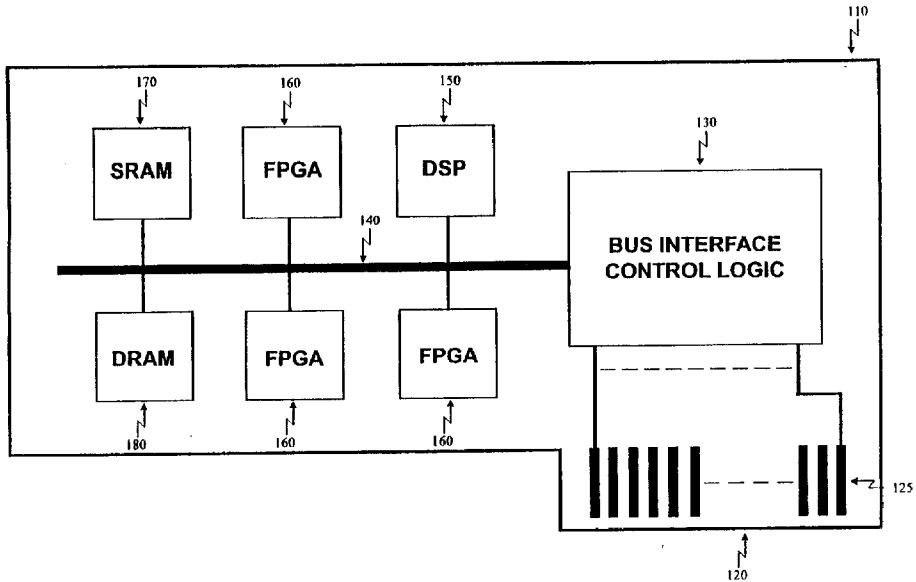 110
170
160
150
130
SRAM
FPGA
DSP
140
BUS INTERFACE
CONTROL LOGIC
DRAM
FPGA
FPGA
180
160
160
125
120